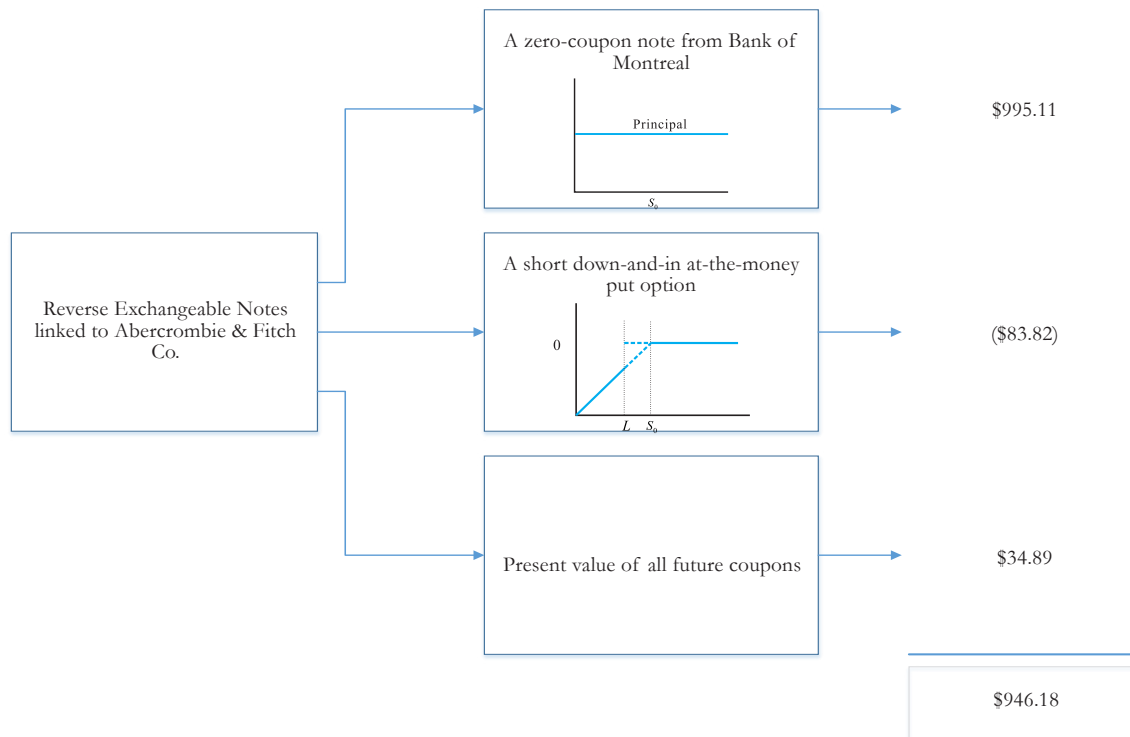 A zero-coupon note from Bank of
Montreal
Principal
S₀
$995.11
Reverse Exchangeable Notes
linked to Abercrombie & Fitch
Co.
A short down-and-in at-the-money
put option
0
L S₀
($83.82)
Present value of all future coupons
$34.89
$946.18